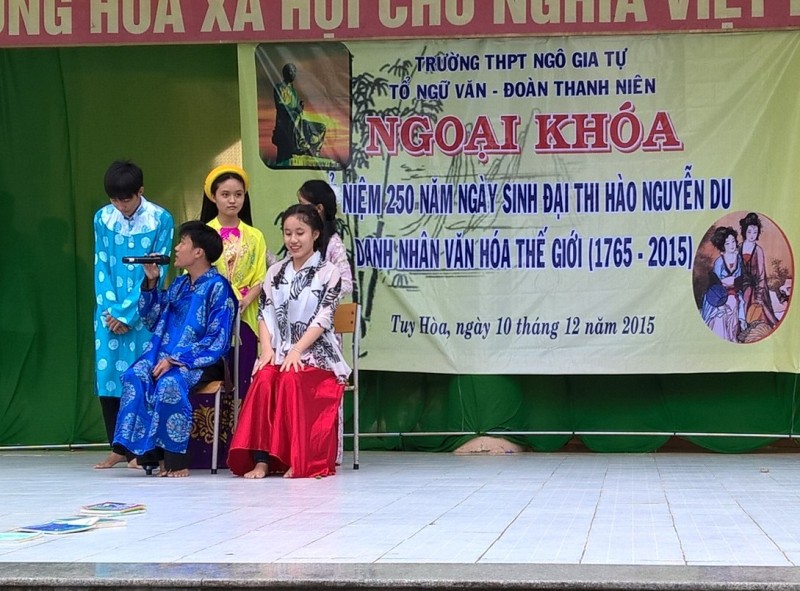 HÒA XÃ HỘI CHỦ NGHĨA VIỆT
TRƯỜNG THPT NGÔ GIA TỰ
TỔ NGỮ VĂN - ĐOÀN THANH NIÊN
NGOẠI KHÓA
NIỆM 250 NĂM NGÀY SINH ĐẠI THI HÀO NGUYỄN DU
DANH NHÂN VĂN HÓA THẾ GIỚI (1765 - 2015)
Tuy Hòa, ngày 10 tháng 12 năm 2015